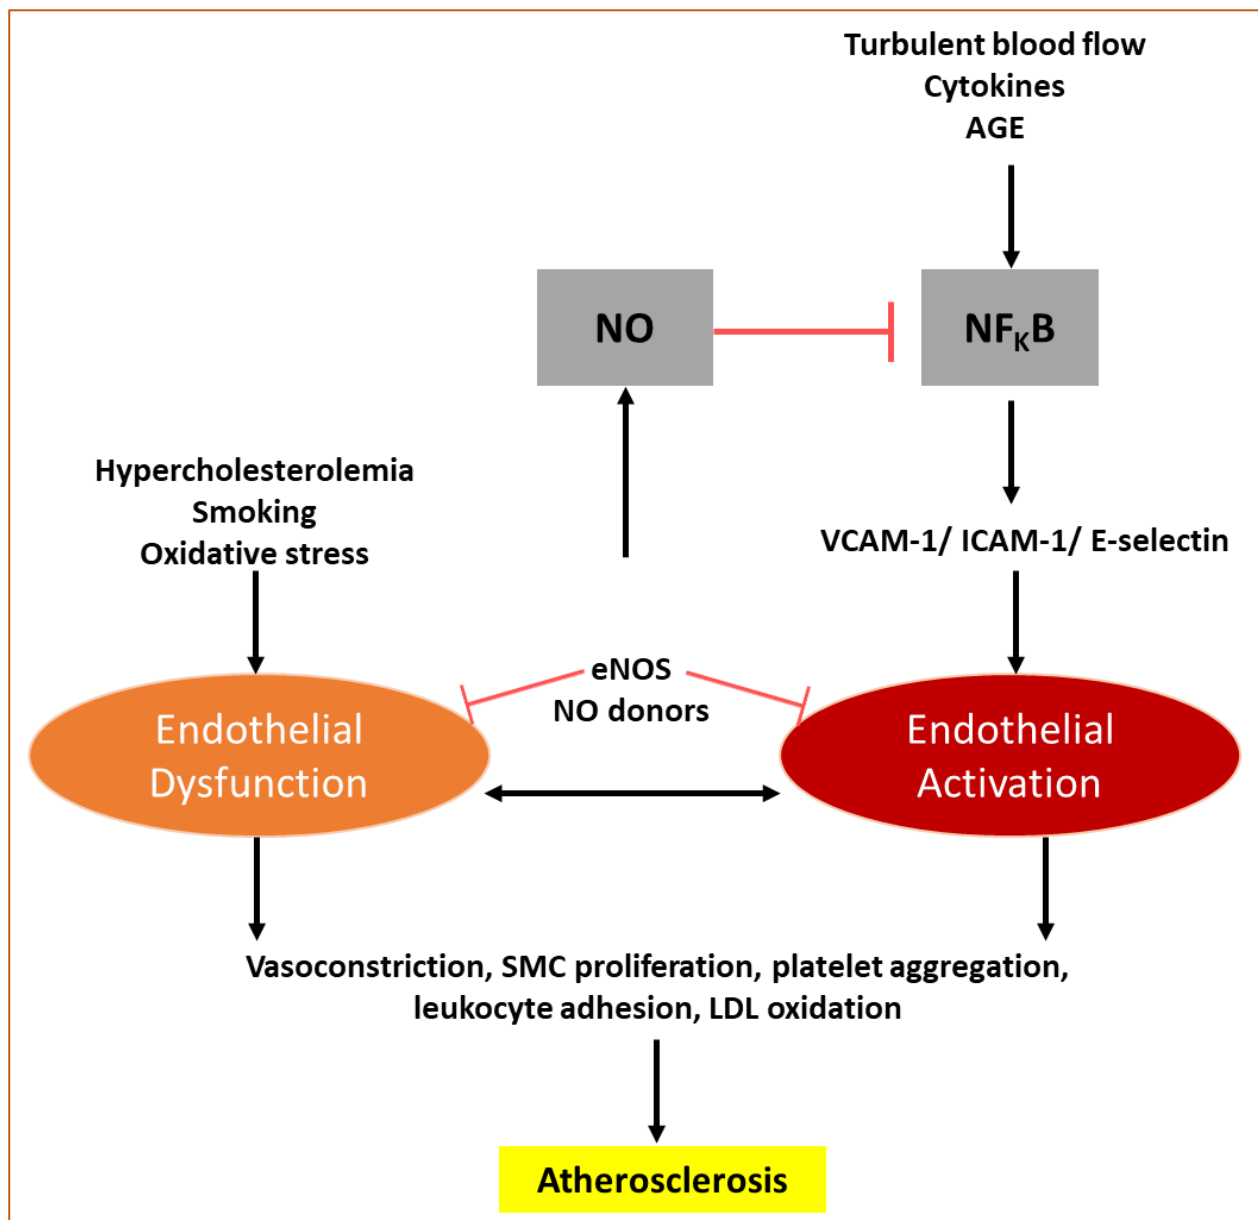 Turbulent blood flow
Cytokines
AGE
NO
NFKB
Hypercholesterolemia
Smoking
Oxidative stress
VCAM-1/ ICAM-1/ E-selectin
eNOS
NO donors
Endothelial
Dysfunction
Endothelial
Activation
Vasoconstriction, SMC proliferation, platelet aggregation,
leukocyte adhesion, LDL oxidation
Atherosclerosis